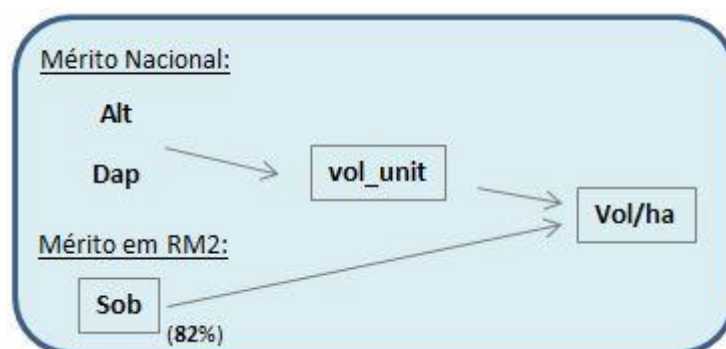 Mérito Nacional:
Alt
Dap
vol_unit
Vol/ha
Mérito em RM2:
Sob
(82%)